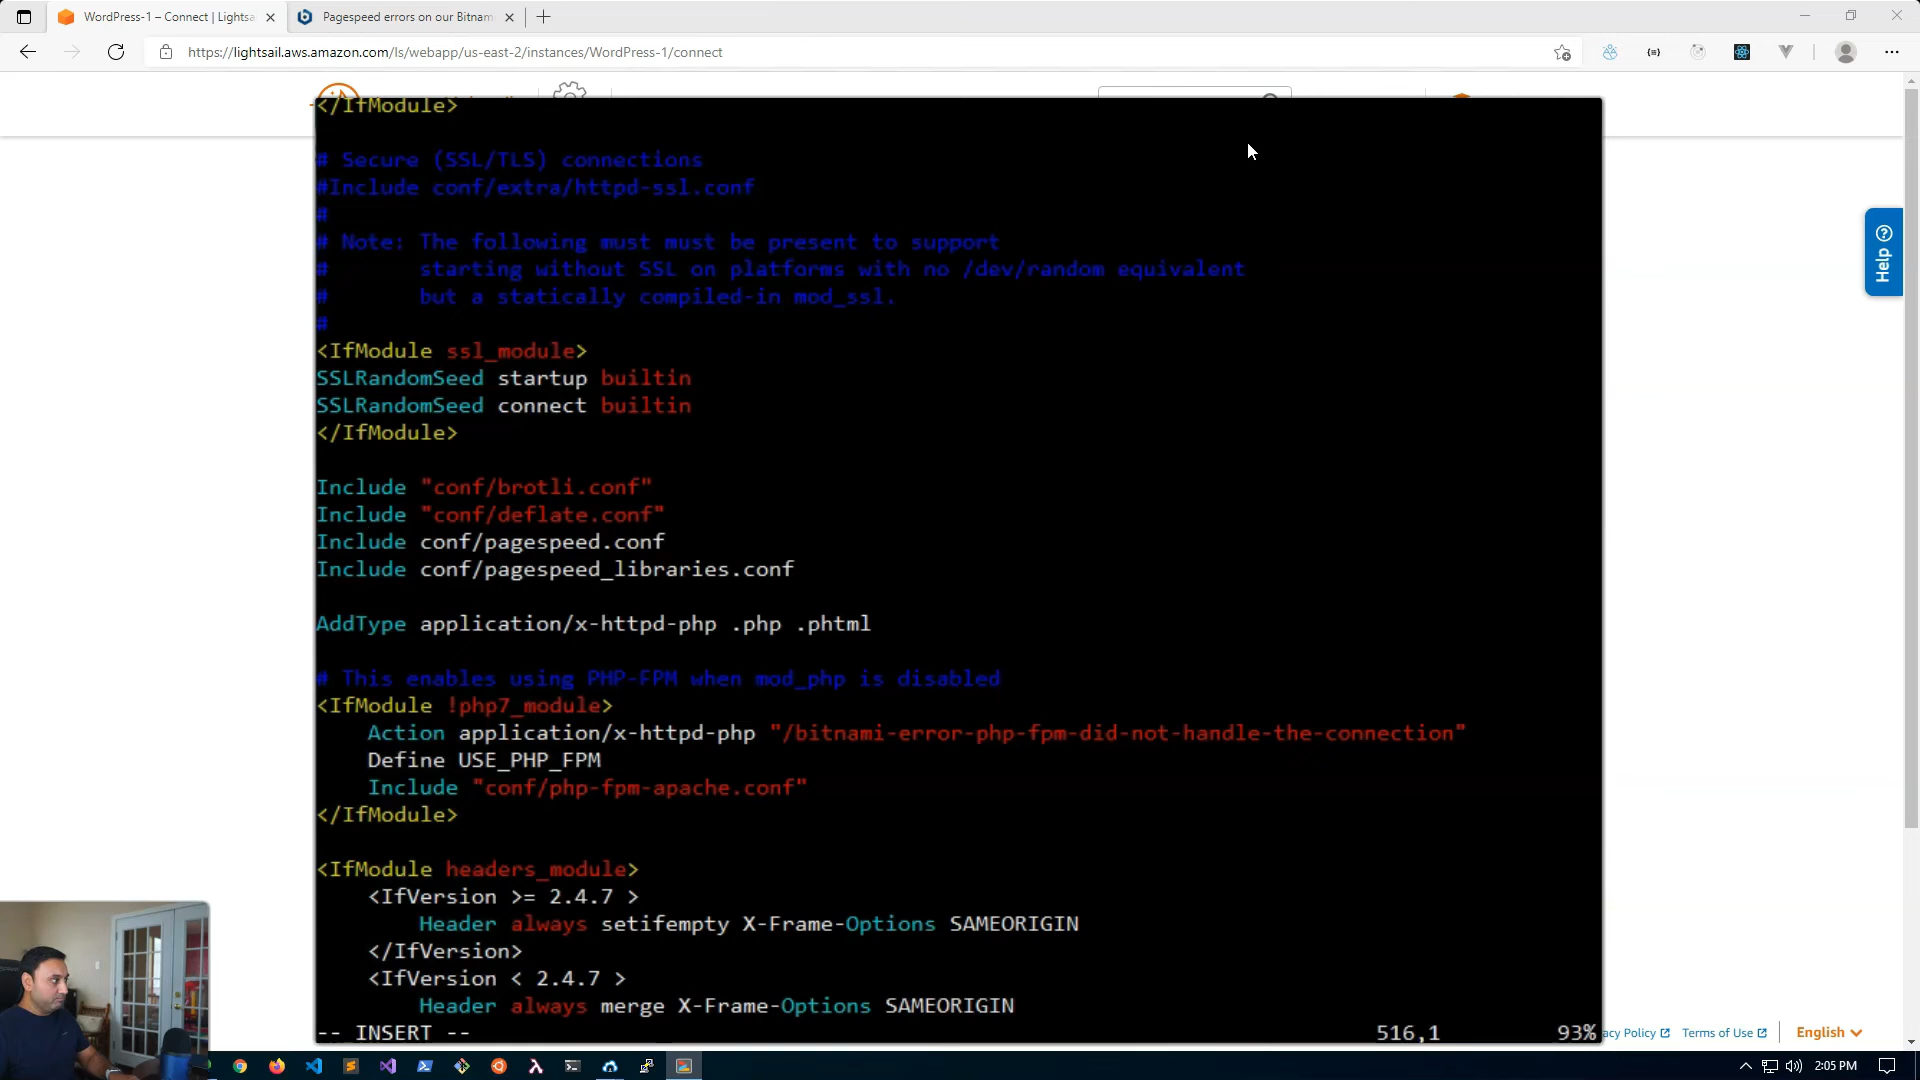 WordPress-1 – Connect | Lightsa
Pagespeed errors on our Bitnam
https://lightsail.aws.amazon.com/ls/webapp/us-east-2/instances/WordPress-1/connect
</IfModule>
# Secure (SSL/TLS) connections
#Include conf/extra/httpd-ssl.conf
#
# Note: The following must must be present to support
#       starting without SSL on platforms with no /dev/random equivalent
#       but a statically compiled-in mod_ssl.
#
<IfModule ssl_module>
SSLRandomSeed startup builtin
SSLRandomSeed connect builtin
</IfModule>
Include "conf/brotli.conf"
Include "conf/deflate.conf"
Include conf/pagespeed.conf
Include conf/pagespeed_libraries.conf
AddType application/x-httpd-php .php .phtml
# This enables using PHP-FPM when mod_php is disabled
<IfModule !php7_module>
    Action application/x-httpd-php "/bitnami-error-php-fpm-did-not-handle-the-connection"
    Define USE_PHP_FPM
    Include "conf/php-fpm-apache.conf"
</IfModule>
<IfModule headers_module>
    <IfVersion >= 2.4.7 >
        Header always setifempty X-Frame-Options SAMEORIGIN
    </IfVersion>
    <IfVersion < 2.4.7 >
        Header always merge X-Frame-Options SAMEORIGIN
-- INSERT -- 516,1 93%
Help
acy Policy Terms of Use English
2:05 PM